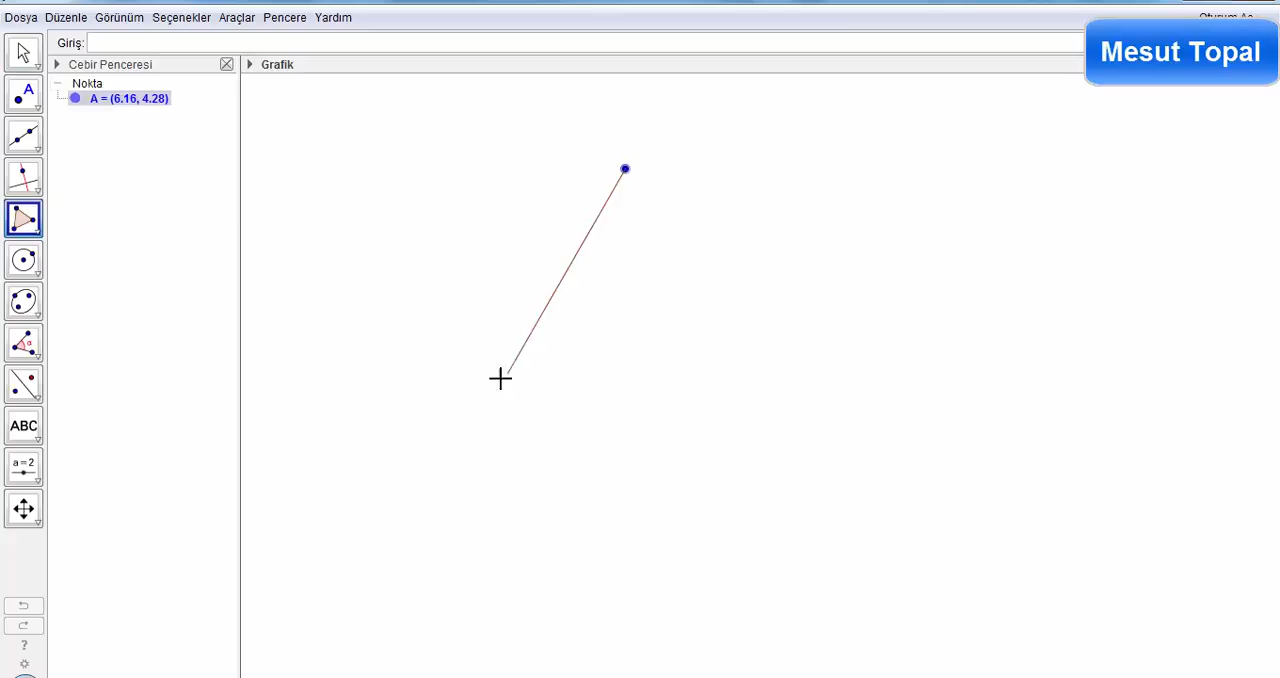 Dosya Düzenle Görünüm Seçenekler Araçlar Pencere Yardım
Mesut Topal
Giriş:
Cebir Penceresi
Grafik
Nokta
A = (6.16, 4.28)
A
α
ABC
a=2
?